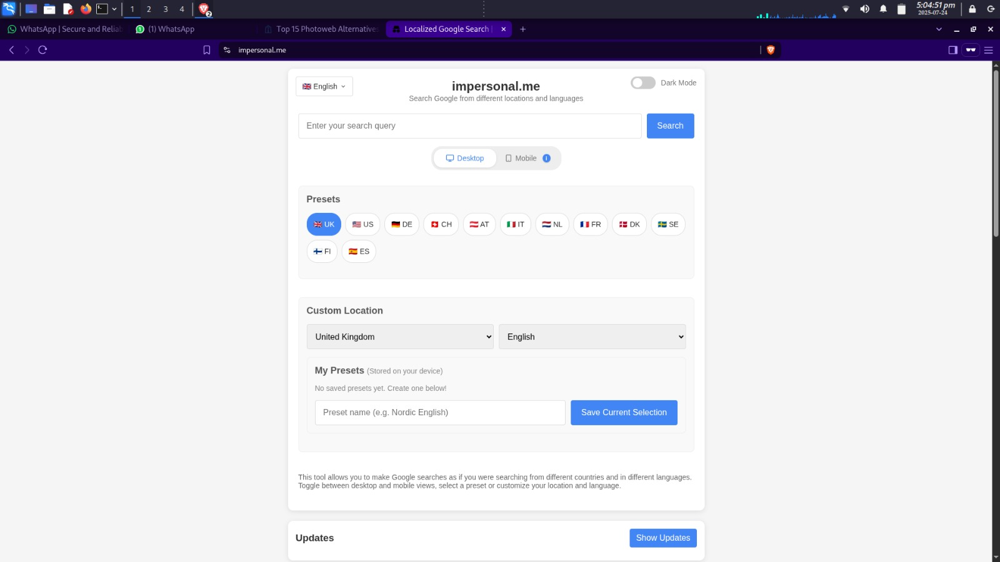 1 2 3 4 2 5:04:51 pm
2025-07-24
WhatsApp | Secure and Reliab 1 (1) WhatsApp Top 15 Photoweb Alternatives Localized Google Search |
impersonal.me
English
impersonal.me
Dark Mode
Search Google from different locations and languages
Enter your search query Search
Desktop Mobile i
Presets
UK US DE CH AT IT NL FR DK SE
FI ES
Custom Location
United Kingdom English
My Presets (Stored on your device)
No saved presets yet. Create one below!
Preset name (e.g. Nordic English) Save Current Selection
This tool allows you to make Google searches as if you were searching from different countries and in different languages.
Toggle between desktop and mobile views, select a preset or customize your location and language.
Updates Show Updates